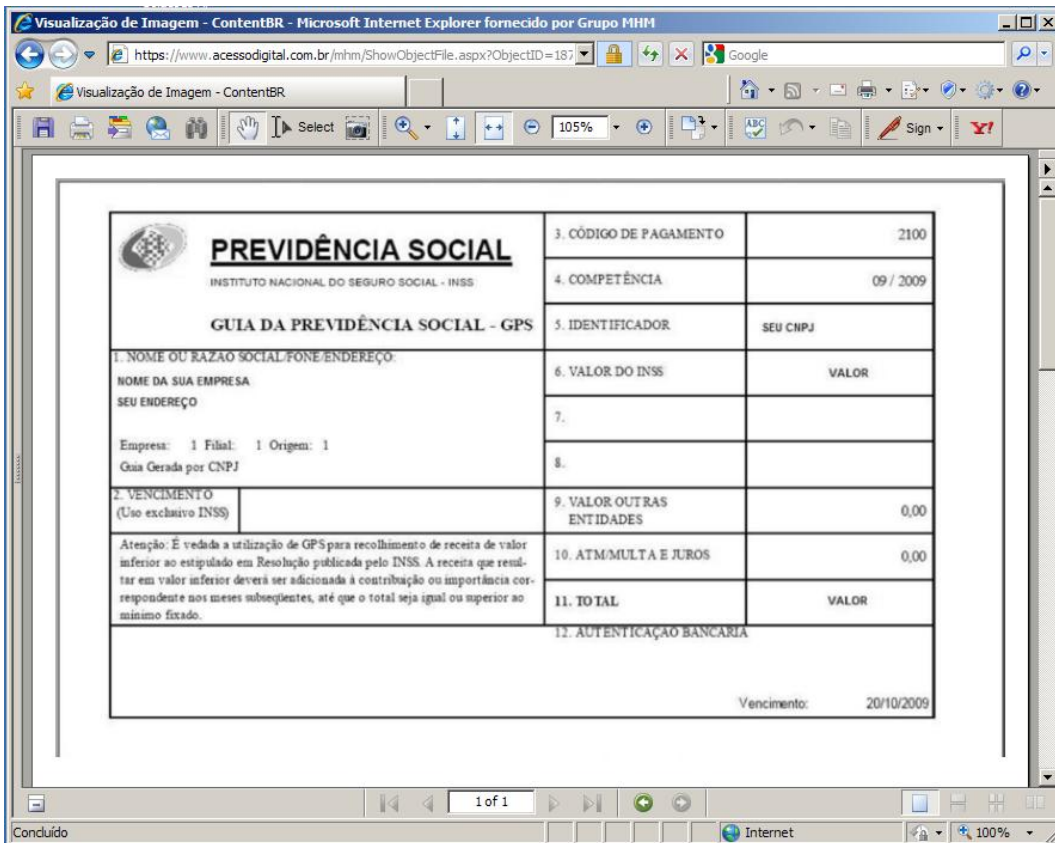 Visualização de Imagem - ContentBR - Microsoft Internet Explorer fornecido por Grupo MHM
https://www.acessodigital.com.br/mhm/ShowObjectFile.aspx?ObjectID=187
Google
Visualização de Imagem - ContentBR
Select
105%
ABC
Sign
Y!
PREVIDÊNCIA SOCIAL
INSTITUTO NACIONAL DO SEGURO SOCIAL - INSS
GUIA DA PREVIDÊNCIA SOCIAL - GPS
3. CÓDIGO DE PAGAMENTO 2100
4. COMPETÊNCIA 09 / 2009
5. IDENTIFICADOR SEU CNPJ
1. NOME OU RAZAO SOCIAL/FONE/ENDEREÇO:
NOME DA SUA EMPRESA
SEU ENDEREÇO
Empresa: 1 Filial: 1 Origem: 1
Guia Gerada por CNPJ
6. VALOR DO INSS VALOR
7.
8.
2. VENCIMENTO
(Uso exclusivo INSS)
9. VALOR OUTRAS
ENTIDADES 0,00
Atenção: É vedada a utilização de GPS para recolhimento de receita de valor
inferior ao estipulado em Resolução publicada pelo INSS. A receita que resul-
tar em valor inferior deverá ser adicionada à contribuição ou importância cor-
respondente nos meses subseqüentes, até que o total seja igual ou superior ao
mínimo fixado.
10. ATM/MULTA E JUROS 0,00
11. TOTAL VALOR
12. AUTENTICAÇÃO BANCARIA
Vencimento: 20/10/2009
1 of 1
Concluído
Internet
100%